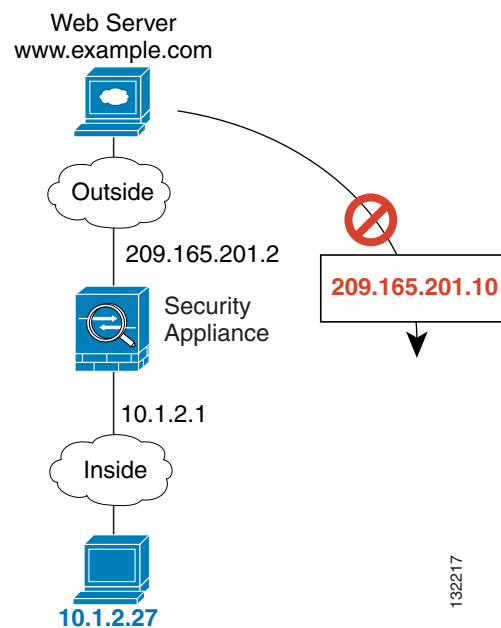 Web Server
www.example.com
Outside
209.165.201.2
209.165.201.10
Security
Appliance
10.1.2.1
Inside
10.1.2.27
132217